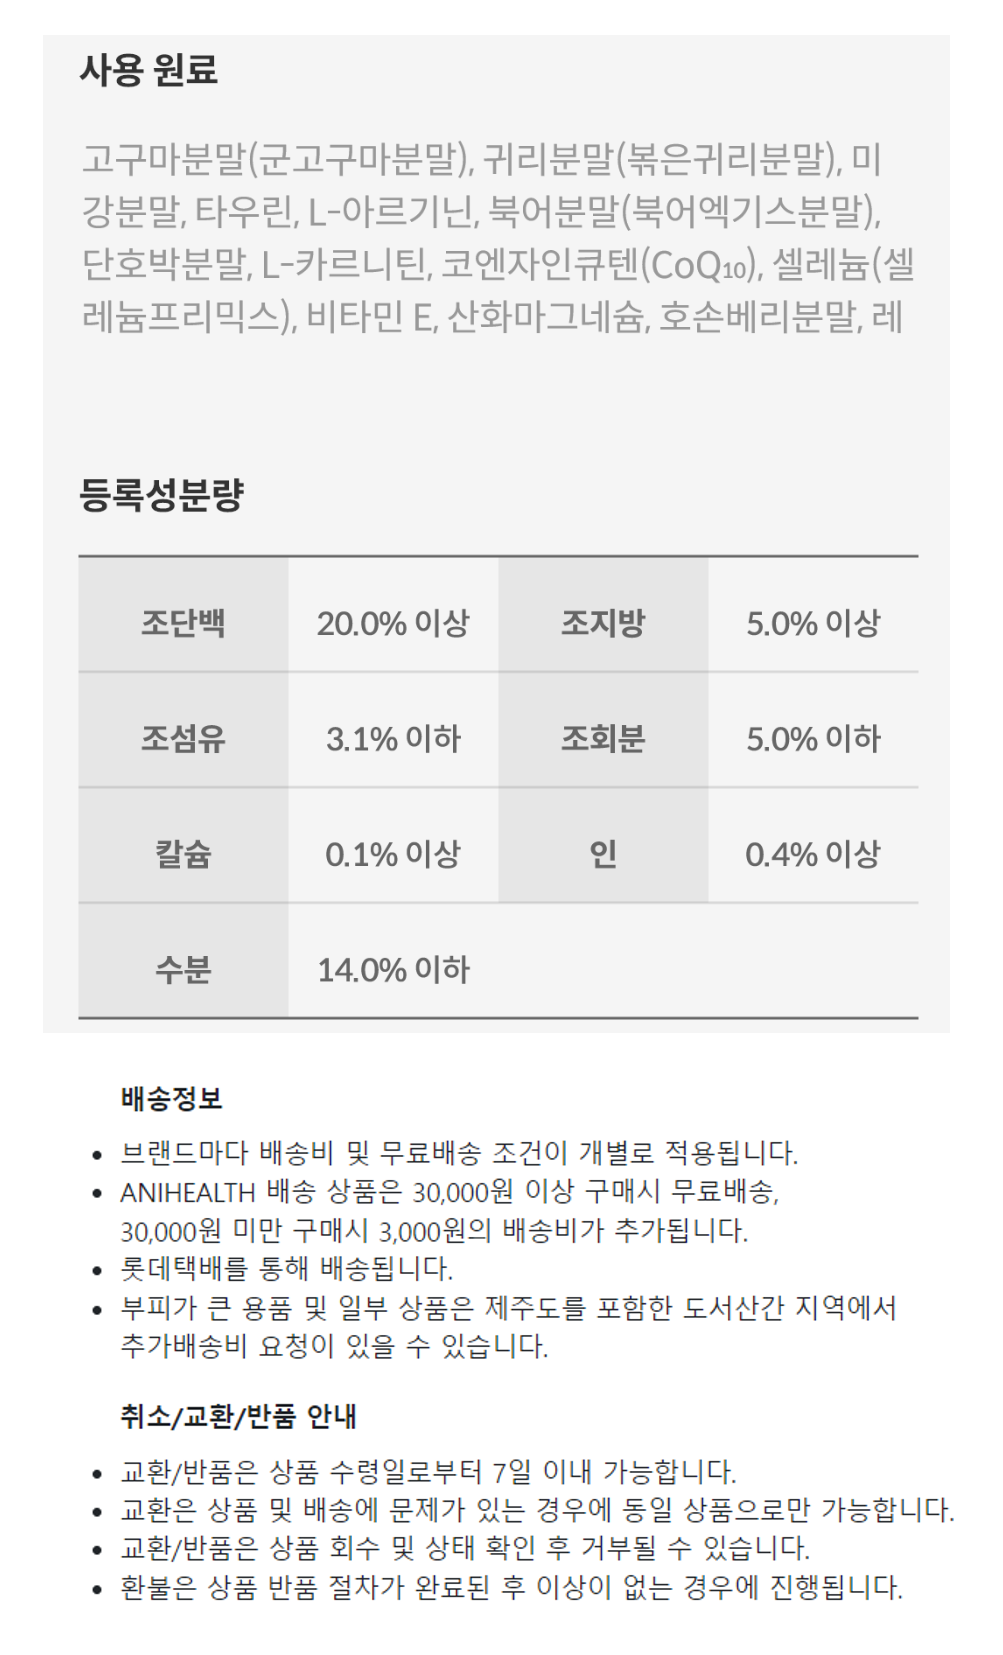 사용 원료
고구마분말(군고구마분말), 귀리분말(볶은귀리분말), 미
강분말, 타우린, L-아르기닌, 북어분말(북어엑기스분말),
단호박분말, L-카르니틴, 코엔자인큐텐(CoQ₁₀), 셀레늄(셀
레늄프리믹스), 비타민 E, 산화마그네슘, 호손베리분말, 레
등록성분량
조단백 20.0% 이상 조지방 5.0% 이상
조섬유 3.1% 이하 조회분 5.0% 이하
칼슘 0.1% 이상 인 0.4% 이상
수분 14.0% 이하
배송정보
• 브랜드마다 배송비 및 무료배송 조건이 개별로 적용됩니다.
• ANIHEALTH 배송 상품은 30,000원 이상 구매시 무료배송,
30,000원 미만 구매시 3,000원의 배송비가 추가됩니다.
• 롯데택배를 통해 배송됩니다.
• 부피가 큰 용품 및 일부 상품은 제주도를 포함한 도서산간 지역에서
추가배송비 요청이 있을 수 있습니다.
취소/교환/반품 안내
• 교환/반품은 상품 수령일로부터 7일 이내 가능합니다.
• 교환은 상품 및 배송에 문제가 있는 경우에 동일 상품으로만 가능합니다.
• 교환/반품은 상품 회수 및 상태 확인 후 거부될 수 있습니다.
• 환불은 상품 반품 절차가 완료된 후 이상이 없는 경우에 진행됩니다.